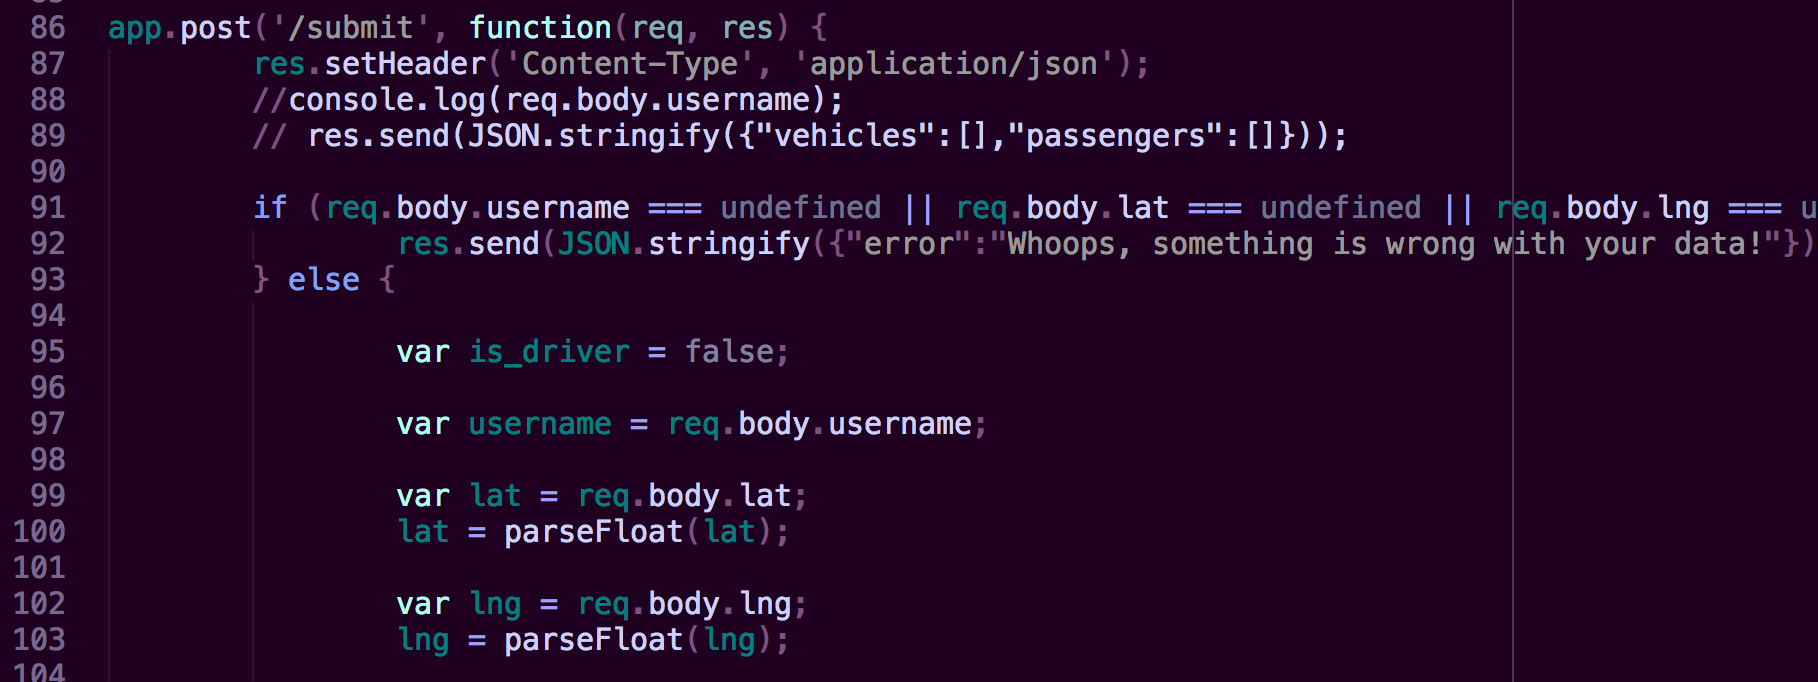 86 app.post('/submit', function(req, res) {
87 res.setHeader('Content-Type', 'application/json');
88 //console.log(req.body.username);
89 // res.send(JSON.stringify({"vehicles":[],"passengers":[]}));
90
91 if (req.body.username === undefined || req.body.lat === undefined || req.body.lng === u
92 res.send(JSON.stringify({"error":"Whoops, something is wrong with your data!"})
93 } else {
94
95 var is_driver = false;
96
97 var username = req.body.username;
98
99 var lat = req.body.lat;
100 lat = parseFloat(lat);
101
102 var lng = req.body.lng;
103 lng = parseFloat(lng);
104